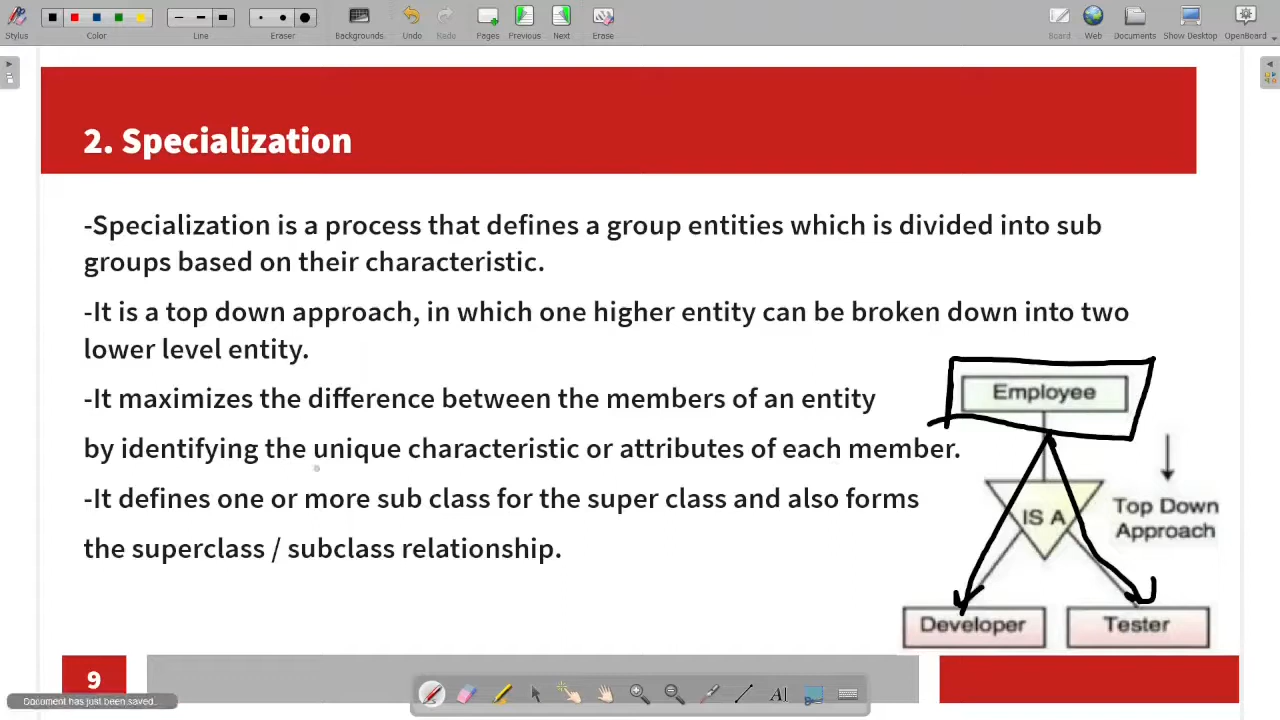 Stylus
Color
Line
Eraser
Backgrounds
Undo
Redo
Pages
Previous
Next
Erase
Board
Web
Documents
Show Desktop
OpenBoard
2. Specialization
-Specialization is a process that defines a group entities which is divided into sub
groups based on their characteristic.
-It is a top down approach, in which one higher entity can be broken down into two
lower level entity.
-It maximizes the difference between the members of an entity
by identifying the unique characteristic or attributes of each member.
-It defines one or more sub class for the super class and also forms
the superclass / subclass relationship.
Employee
IS A
Top Down
Approach
Developer
Tester
9
Document has just been saved.
AI